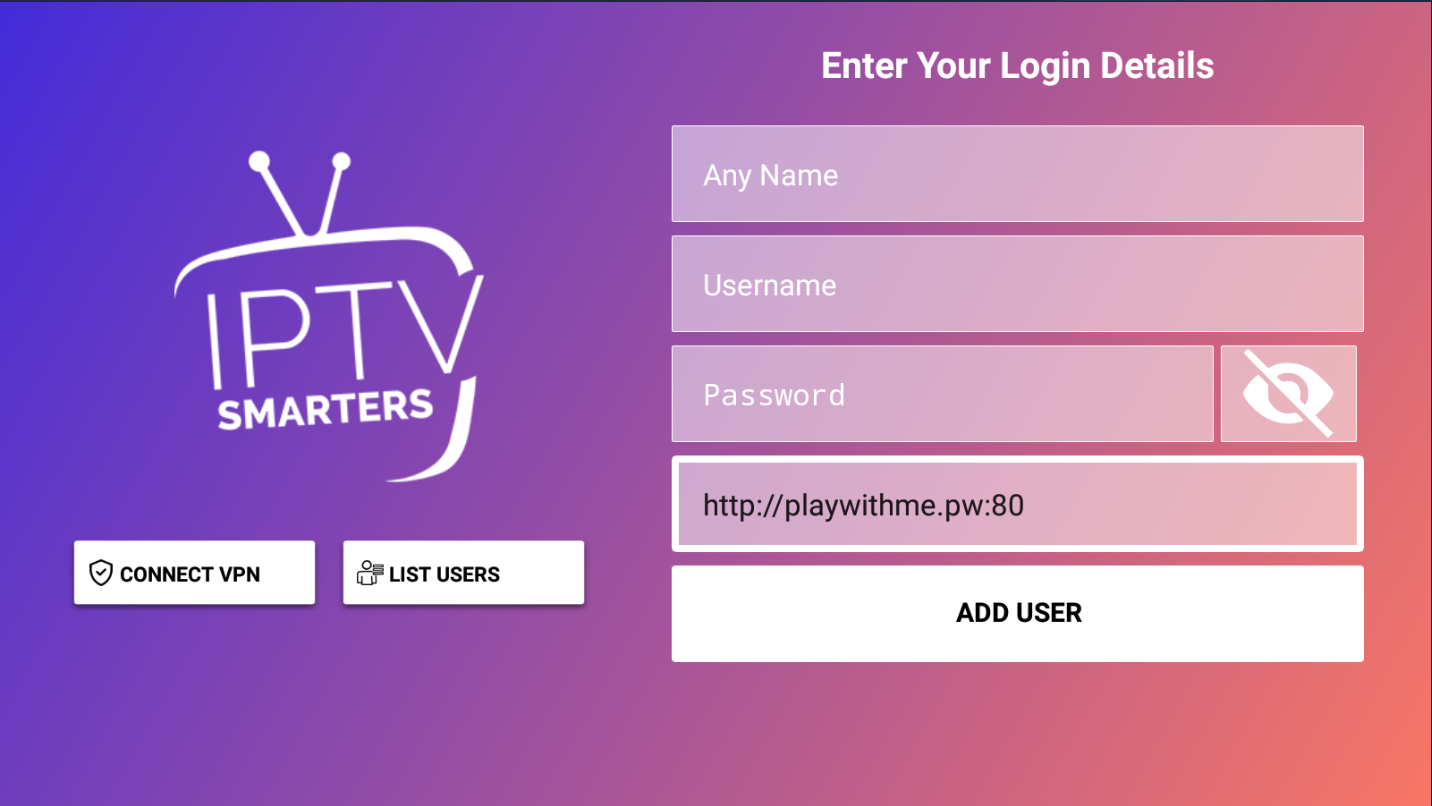 Enter Your Login Details
Any Name
Username
IPTV
SMARTERS
Password
http://playwithme.pw:80
CONNECT VPN
LIST USERS
ADD USER